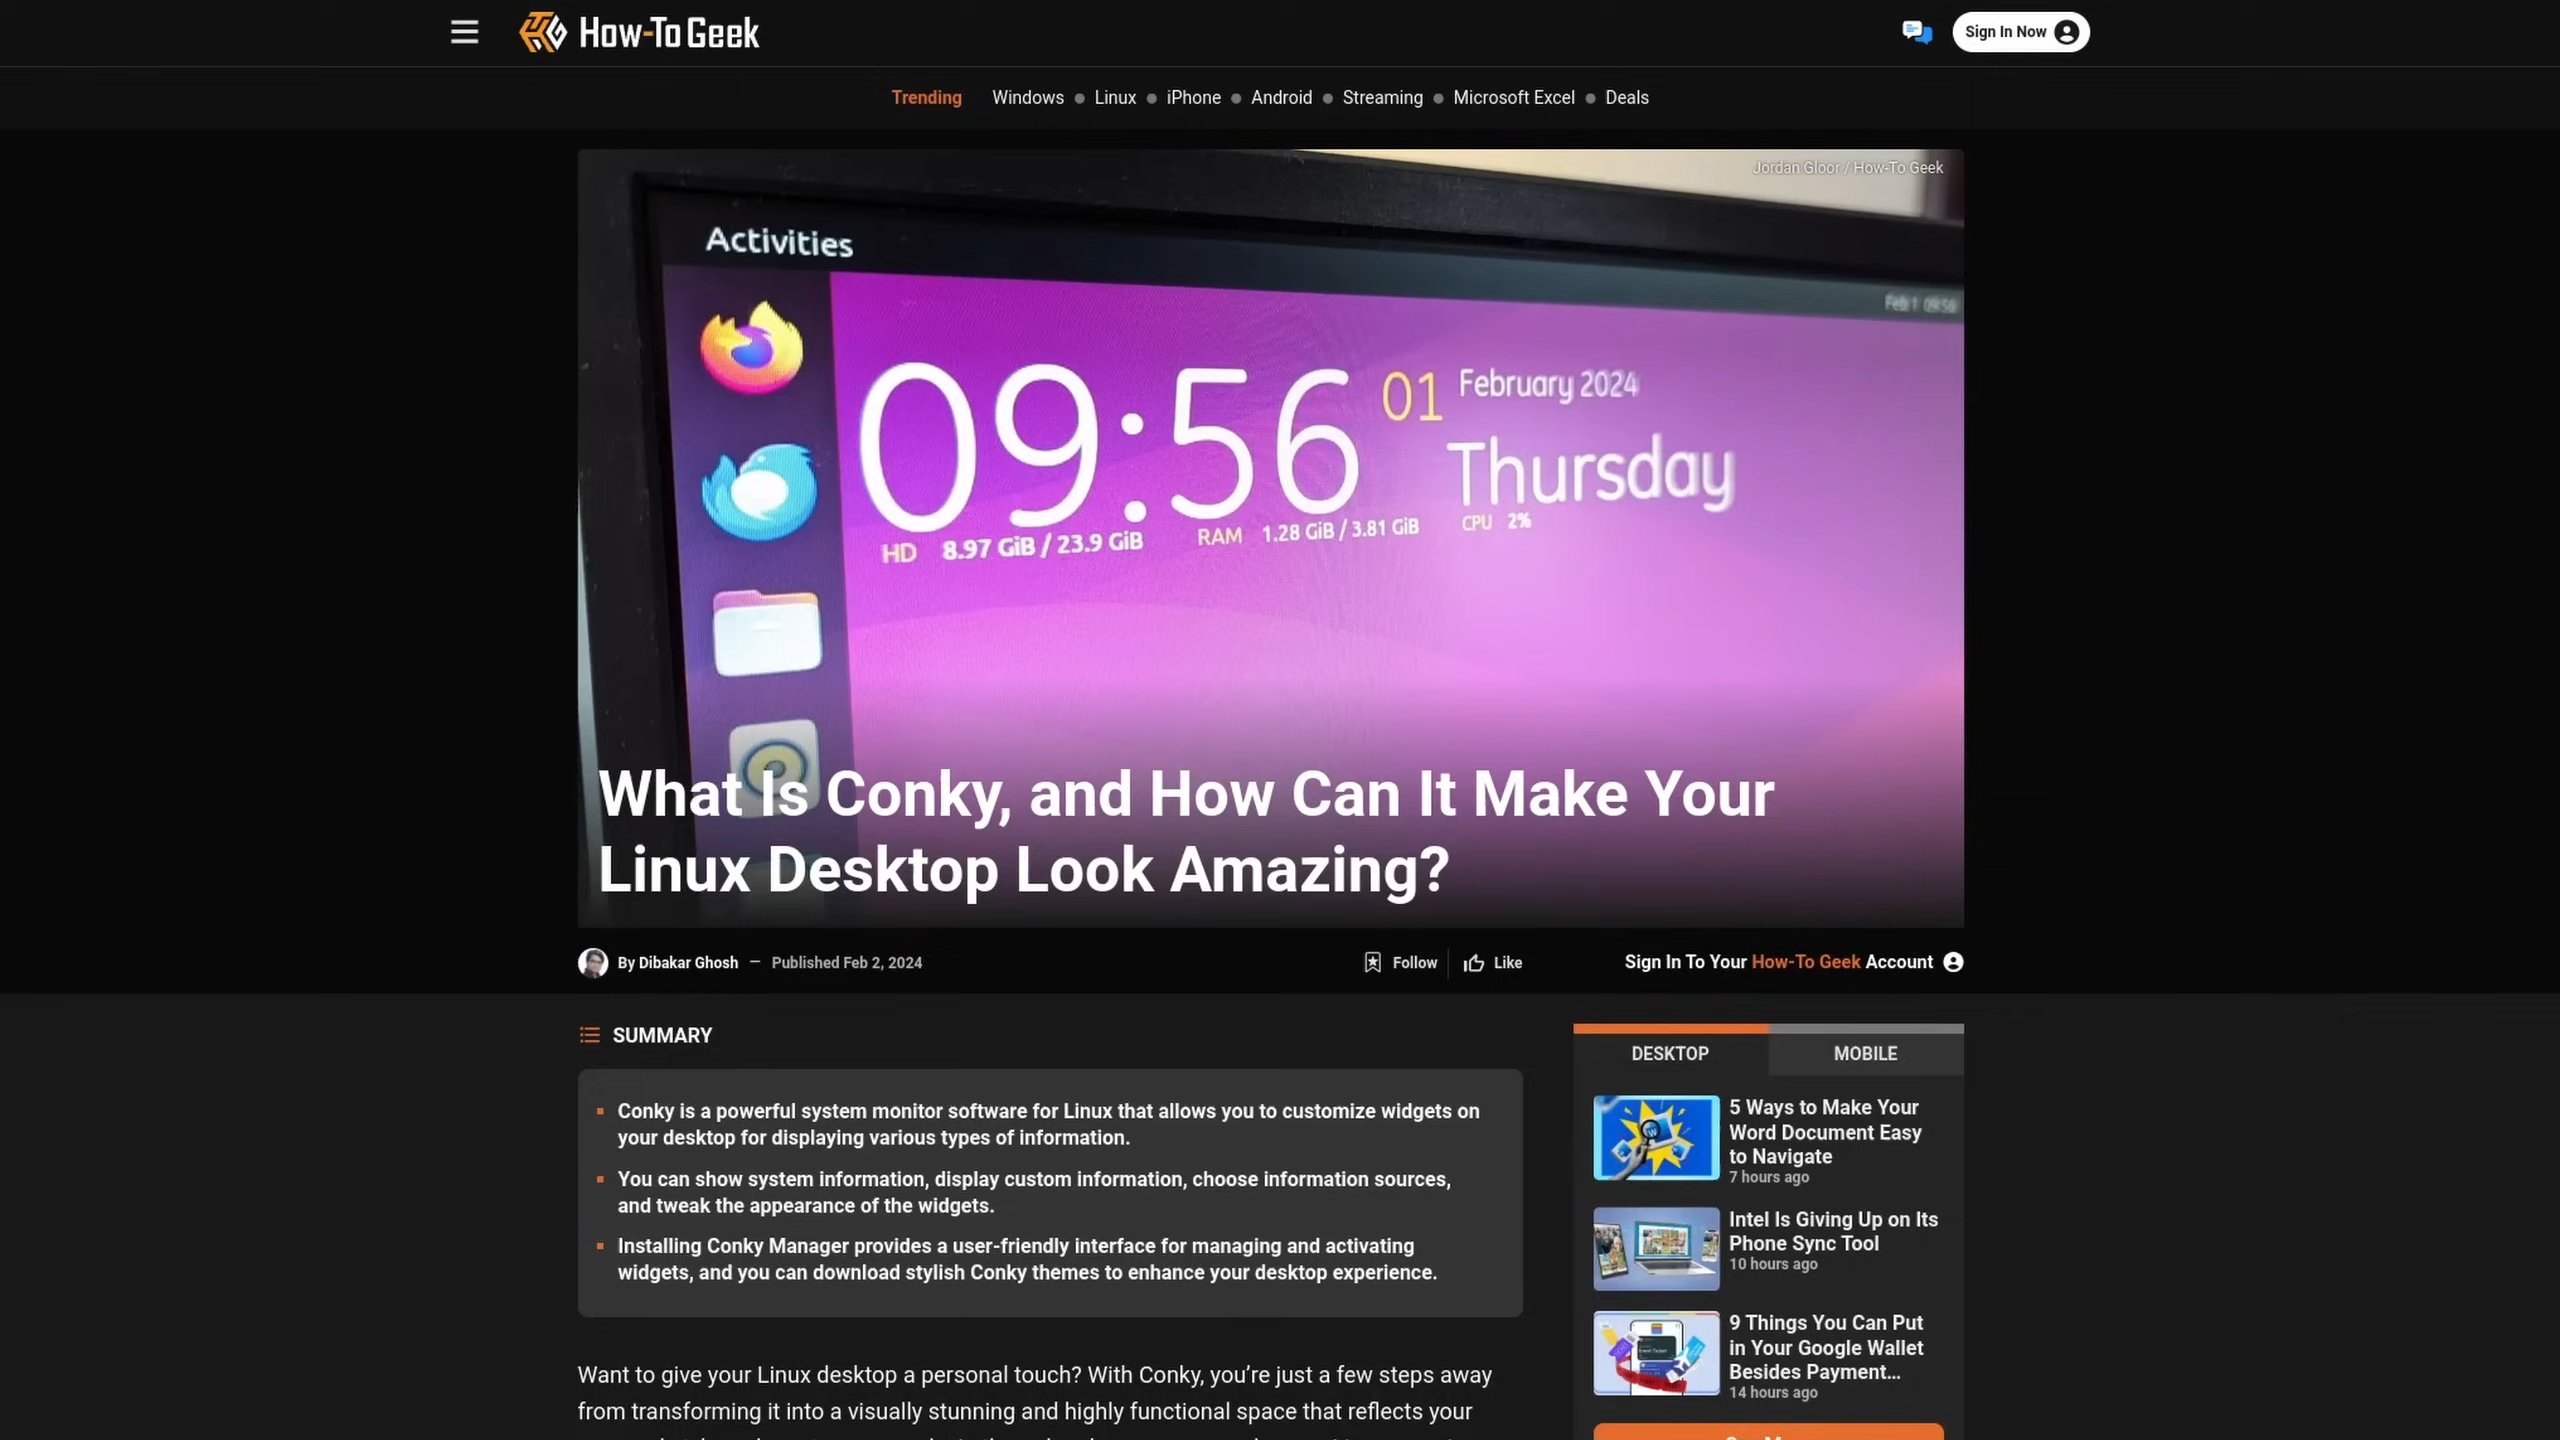 How-To Geek
Sign In Now
Trending Windows Linux iPhone Android Streaming Microsoft Excel Deals
Jordan Gloor / How-To Geek
Activities
Feb 1 09:56
09:56 01 February 2024
Thursday
HD 8.97 GiB / 23.9 GiB RAM 1.28 GiB / 3.81 GiB CPU 2%
What Is Conky, and How Can It Make Your
Linux Desktop Look Amazing?
By Dibakar Ghosh — Published Feb 2, 2024
Follow Like
Sign In To Your How-To Geek Account
SUMMARY
Conky is a powerful system monitor software for Linux that allows you to customize widgets on
your desktop for displaying various types of information.
You can show system information, display custom information, choose information sources,
and tweak the appearance of the widgets.
Installing Conky Manager provides a user-friendly interface for managing and activating
widgets, and you can download stylish Conky themes to enhance your desktop experience.
Want to give your Linux desktop a personal touch? With Conky, you’re just a few steps away
from transforming it into a visually stunning and highly functional space that reflects your
DESKTOP MOBILE
5 Ways to Make Your
Word Document Easy
to Navigate
7 hours ago
Intel Is Giving Up on Its
Phone Sync Tool
10 hours ago
9 Things You Can Put
in Your Google Wallet
Besides Payment...
14 hours ago